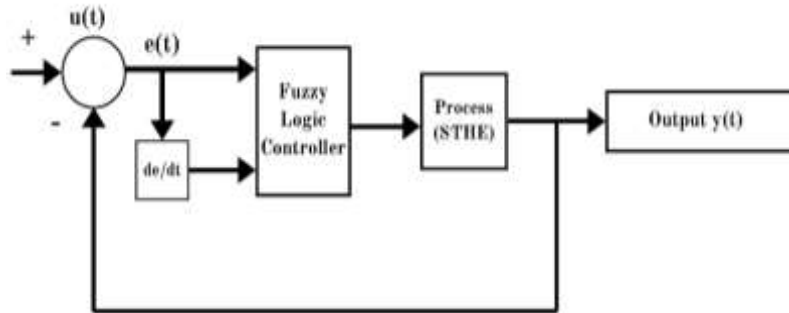 u(t)
+
e(t)
-
de/dt
Fuzzy
Logic
Controller
Process
(STHE)
Output y(t)